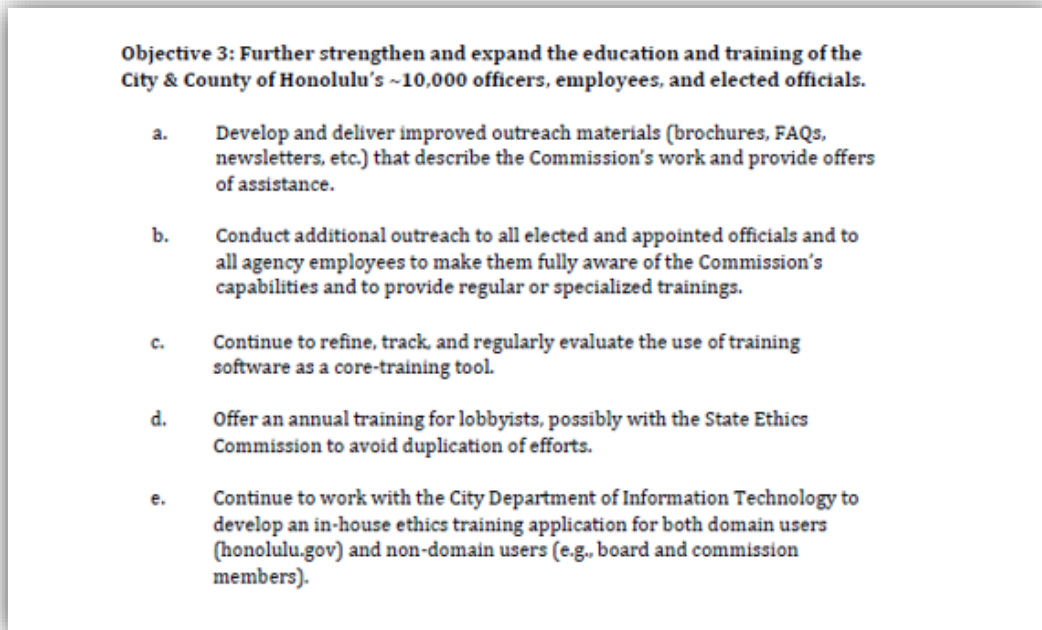 Objective 3: Further strengthen and expand the education and training of the
City & County of Honolulu's ~10,000 officers, employees, and elected officials.
a. Develop and deliver improved outreach materials (brochures, FAQs,
newsletters, etc.) that describe the Commission's work and provide offers
of assistance.
b. Conduct additional outreach to all elected and appointed officials and to
all agency employees to make them fully aware of the Commission's
capabilities and to provide regular or specialized trainings.
c. Continue to refine, track, and regularly evaluate the use of training
software as a core-training tool.
d. Offer an annual training for lobbyists, possibly with the State Ethics
Commission to avoid duplication of efforts.
e. Continue to work with the City Department of Information Technology to
develop an in-house ethics training application for both domain users
(honolulu.gov) and non-domain users (e.g., board and commission
members).